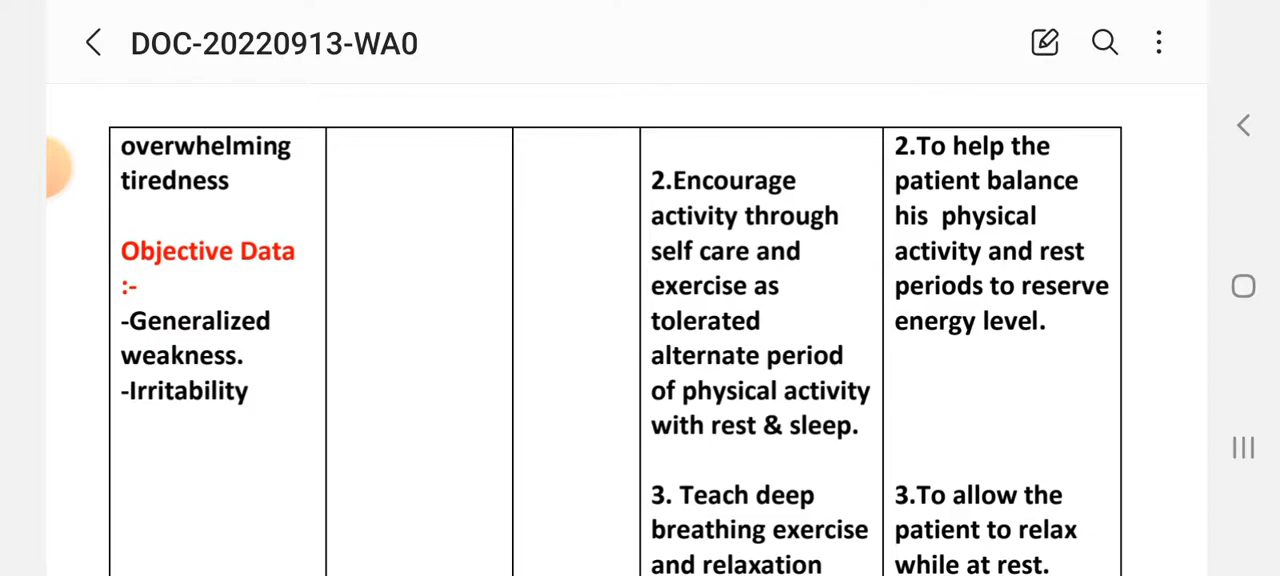 DOC-20220913-WA0
overwhelming
tiredness
Objective Data
:-
-Generalized
weakness.
-Irritability
2.Encourage
activity through
self care and
exercise as
tolerated
alternate period
of physical activity
with rest & sleep.
3. Teach deep
breathing exercise
and relaxation
2.To help the
patient balance
his  physical
activity and rest
periods to reserve
energy level.
3.To allow the
patient to relax
while at rest.